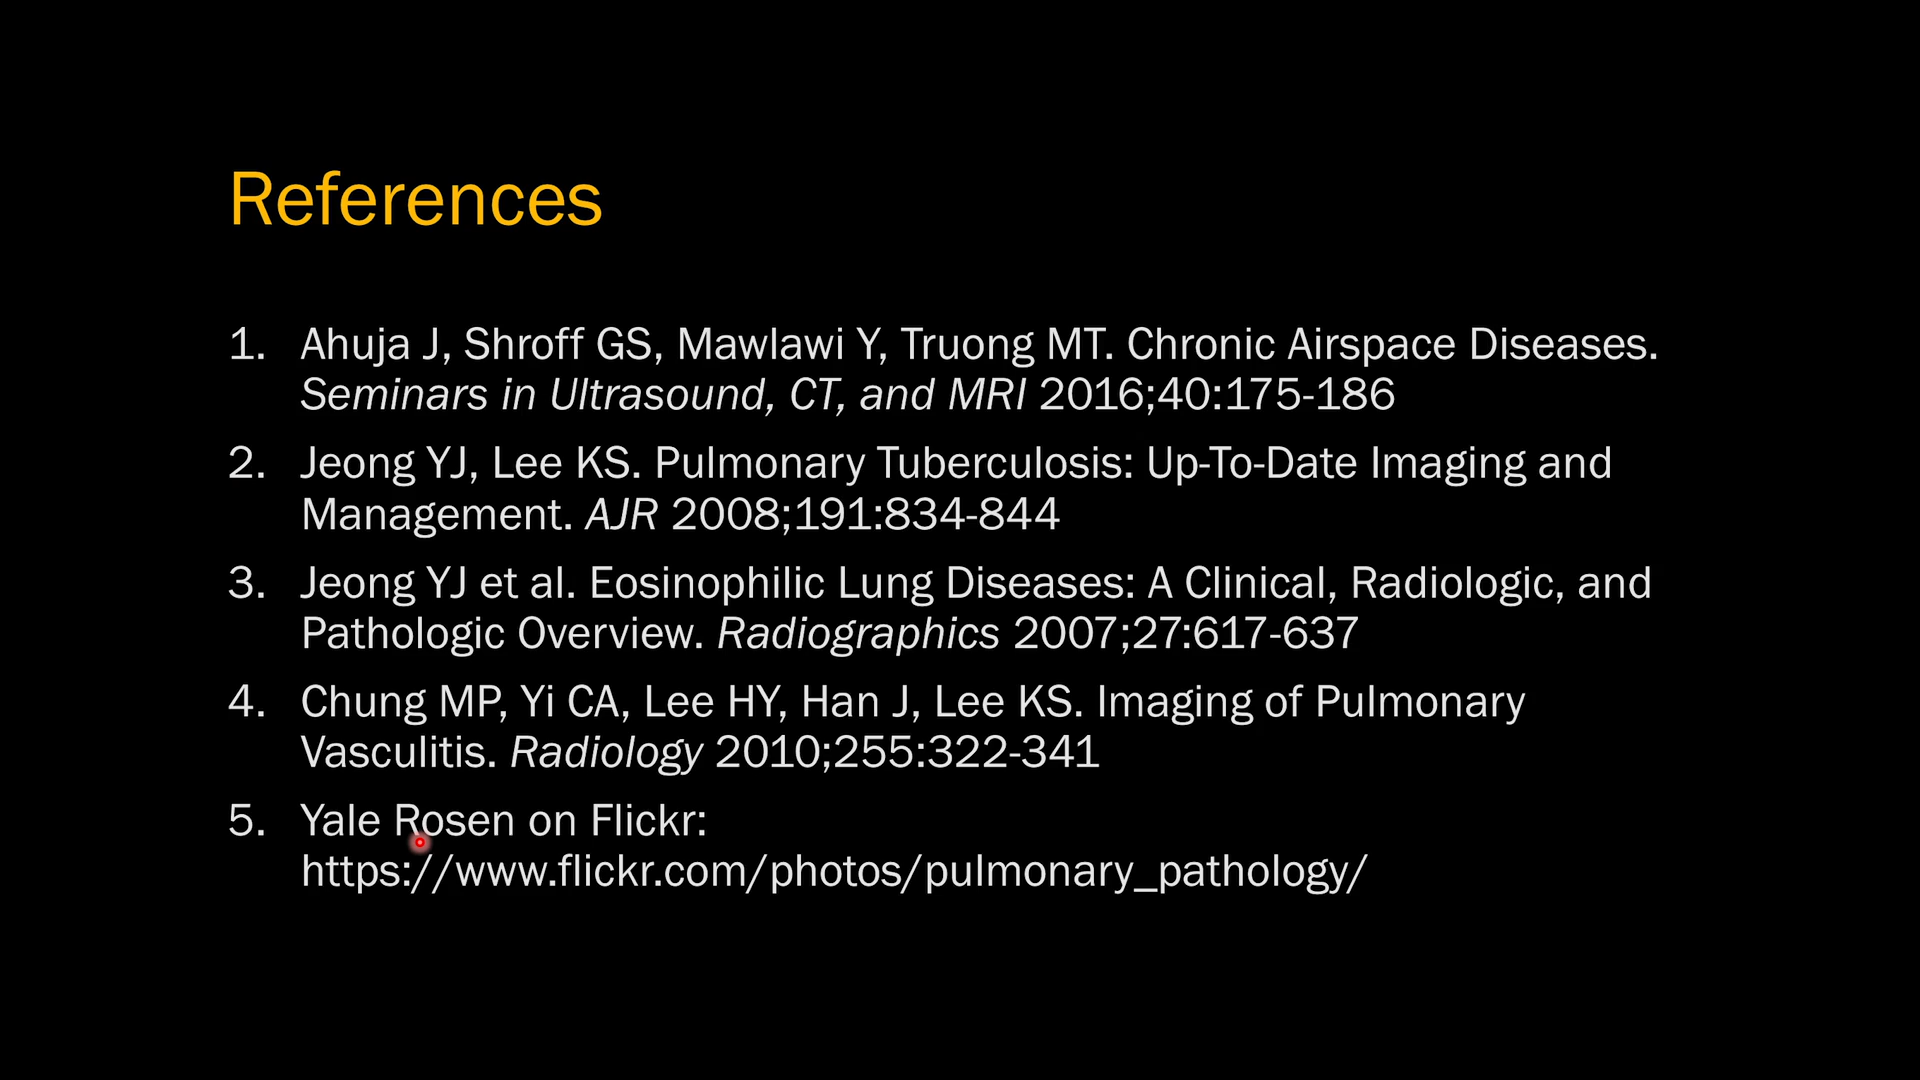 References
1. Ahuja J, Shroff GS, Mawlawi Y, Truong MT. Chronic Airspace Diseases.
Seminars in Ultrasound, CT, and MRI 2016;40:175-186
2. Jeong YJ, Lee KS. Pulmonary Tuberculosis: Up-To-Date Imaging and
Management. AJR 2008;191:834-844
3. Jeong YJ et al. Eosinophilic Lung Diseases: A Clinical, Radiologic, and
Pathologic Overview. Radiographics 2007;27:617-637
4. Chung MP, Yi CA, Lee HY, Han J, Lee KS. Imaging of Pulmonary
Vasculitis. Radiology 2010;255:322-341
5. Yale Rosen on Flickr:
https://www.flickr.com/photos/pulmonary_pathology/